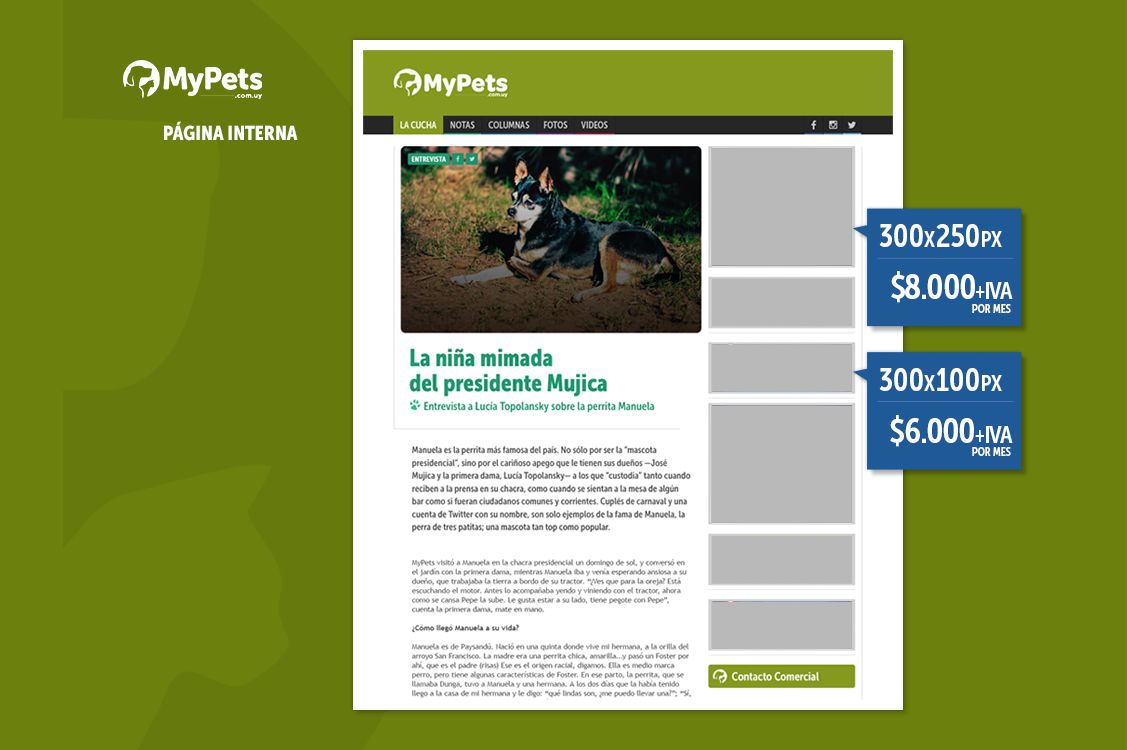 MyPets
.com.uy
PÁGINA INTERNA
MyPets
.com.uy
LA CUCHA NOTAS COLUMNAS FOTOS VIDEOS
ENTREVISTA
La niña mimada
del presidente Mujica
Entrevista a Lucía Topolansky sobre la perrita Manuela
Manuela es la perrita más famosa del país. No sólo por ser la "mascota
presidencial", sino por el cariñoso apego que le tienen sus dueños —José
Mujica y la primera dama, Lucía Topolansky— a los que "custodia" tanto cuando
reciben a la prensa en su chacra, como cuando se sientan a la mesa de algún
bar como si fueran ciudadanos comunes y corrientes. Cuplés de carnaval y una
cuenta de Twitter con su nombre, son solo ejemplos de la fama de Manuela, la
perra de tres patitas; una mascota tan top como popular.
MyPets visitó a Manuela en la chacra presidencial un domingo de sol, y conversó en
el jardín con la primera dama, mientras Manuela iba y venía esperando ansiosa a su
dueño, que trabajaba la tierra a bordo de su tractor. "¿Ves que para la oreja? Está
escuchando el motor. Antes lo acompañaba yendo y viniendo con el tractor, ahora
como se cansa Pepe la sube. Le gusta estar a su lado, tiene pegote con Pepe",
cuenta la primera dama, mate en mano.
¿Cómo llegó Manuela a su vida?
Manuela es de Paysandú. Nació en una quinta donde vive mi hermana, a la orilla del
arroyo San Francisco. La madre era una perrita chica, amarilla...y pasó un Foster por
ahí, que es el padre (risas) Ese es el origen racial, digamos. Ella es medio marca
perro, pero tiene algunas características de Foster. En ese parto, la perrita, que se
llamaba Dunga, tuvo a Manuela y una hermana. A los dos días que la había tenido
llego a la casa de mi hermana y le digo: "qué lindas son, ¿me puedo llevar una?"; "Sí,
300x250PX
$8.000+IVA
POR MES
300x100PX
$6.000+IVA
POR MES
Contacto Comercial